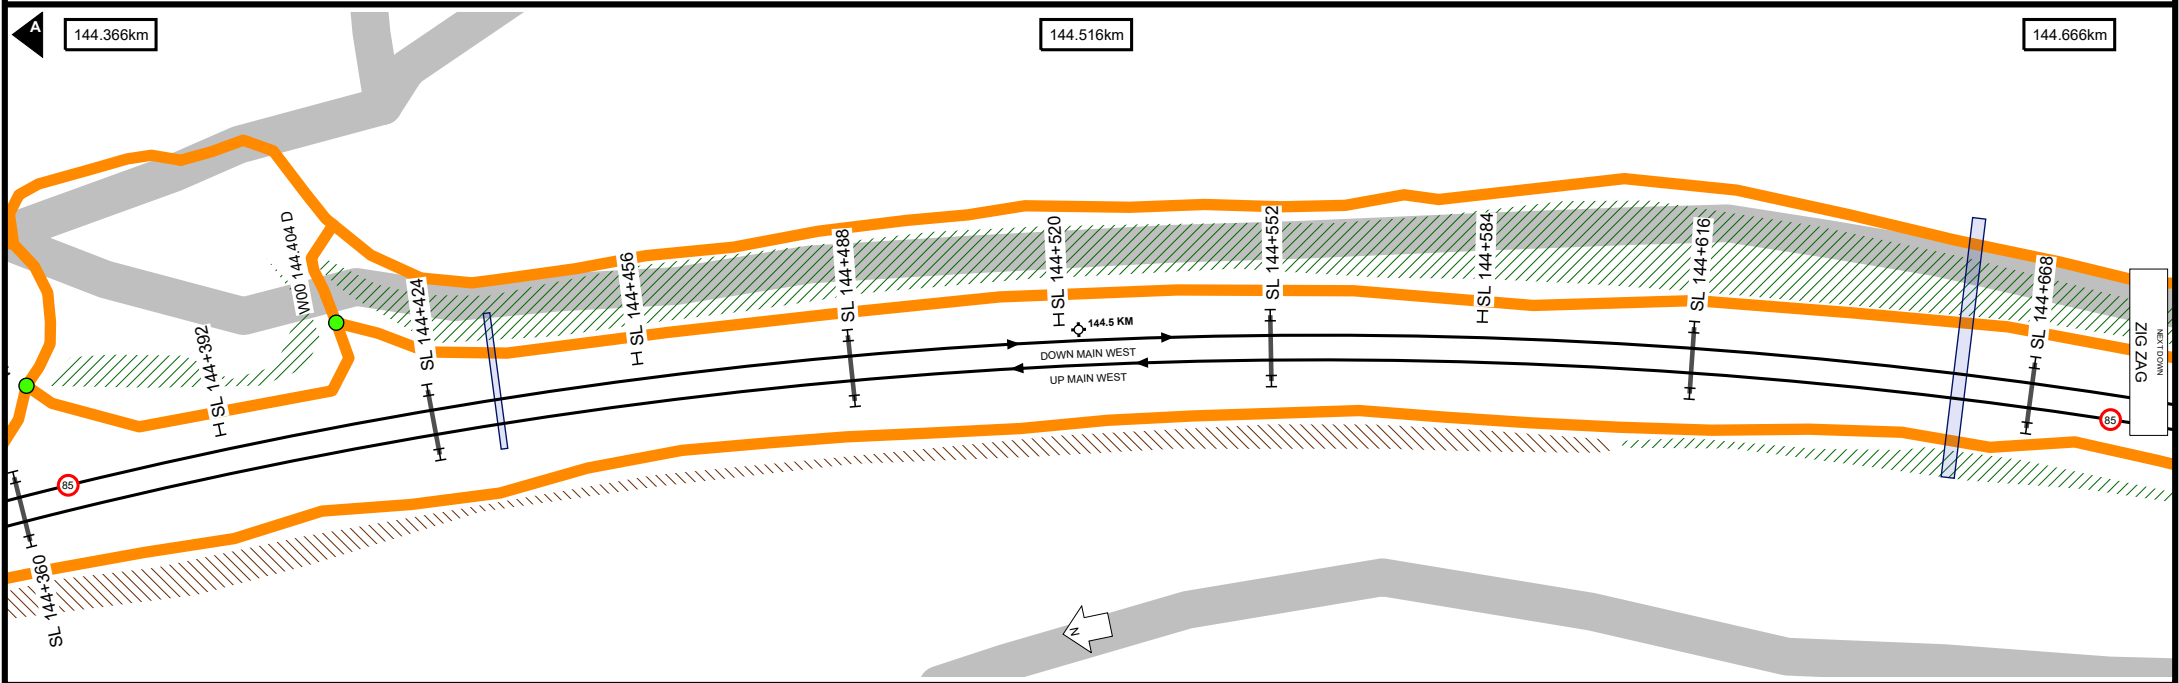 A
144.366km
144.516km
144.666km
W00 144.404 D
SL 144+360
SL 144+392
SL 144+424
SL 144+456
SL 144+488
SL 144+520
SL 144+552
SL 144+584
SL 144+616
SL 144+668
144.5 KM
DOWN MAIN WEST
UP MAIN WEST
85
85
ZIG ZAG
NEXT DOWN
N